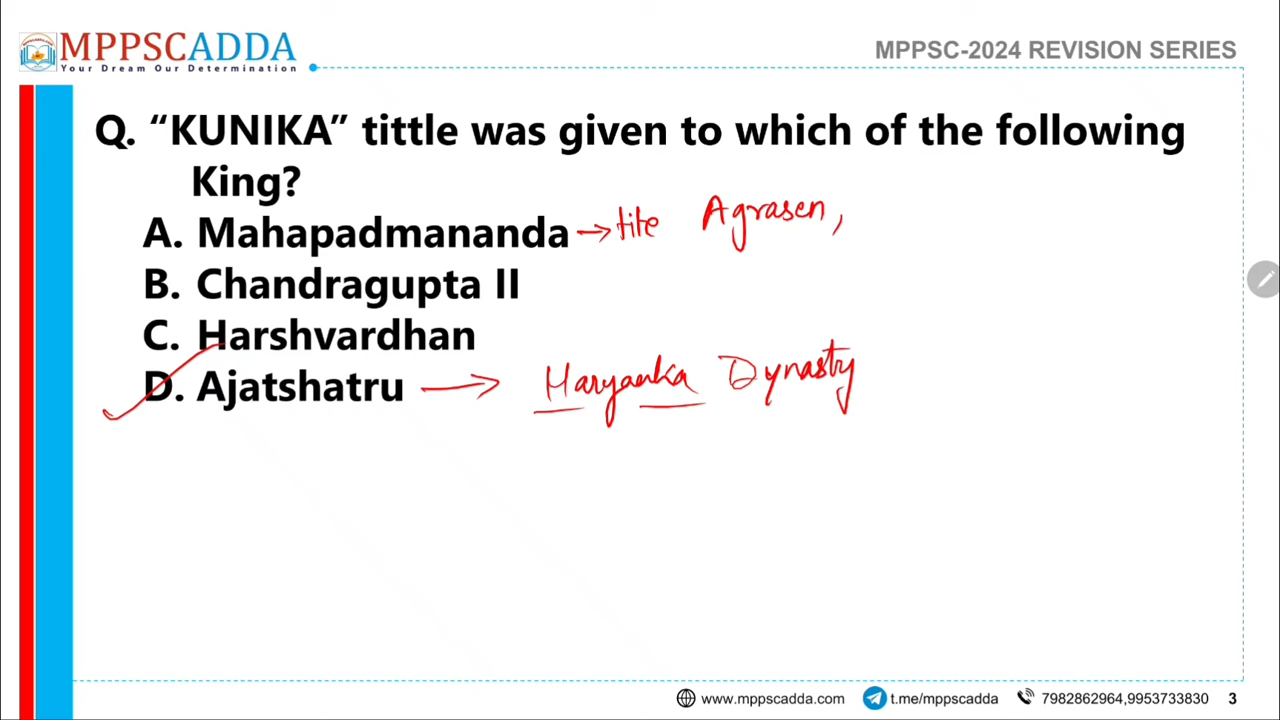 MPPSCADDA
Your Dream Our Determination
MPPSC-2024 REVISION SERIES
Q. “KUNIKA” tittle was given to which of the following
King?
A. Mahapadmananda → tite Agrasen,
B. Chandragupta II
C. Harshvardhan
D. Ajatshatru → Haryanka Dynasty
www.mppscadda.com t.me/mppscadda 7982862964,9953733830 3